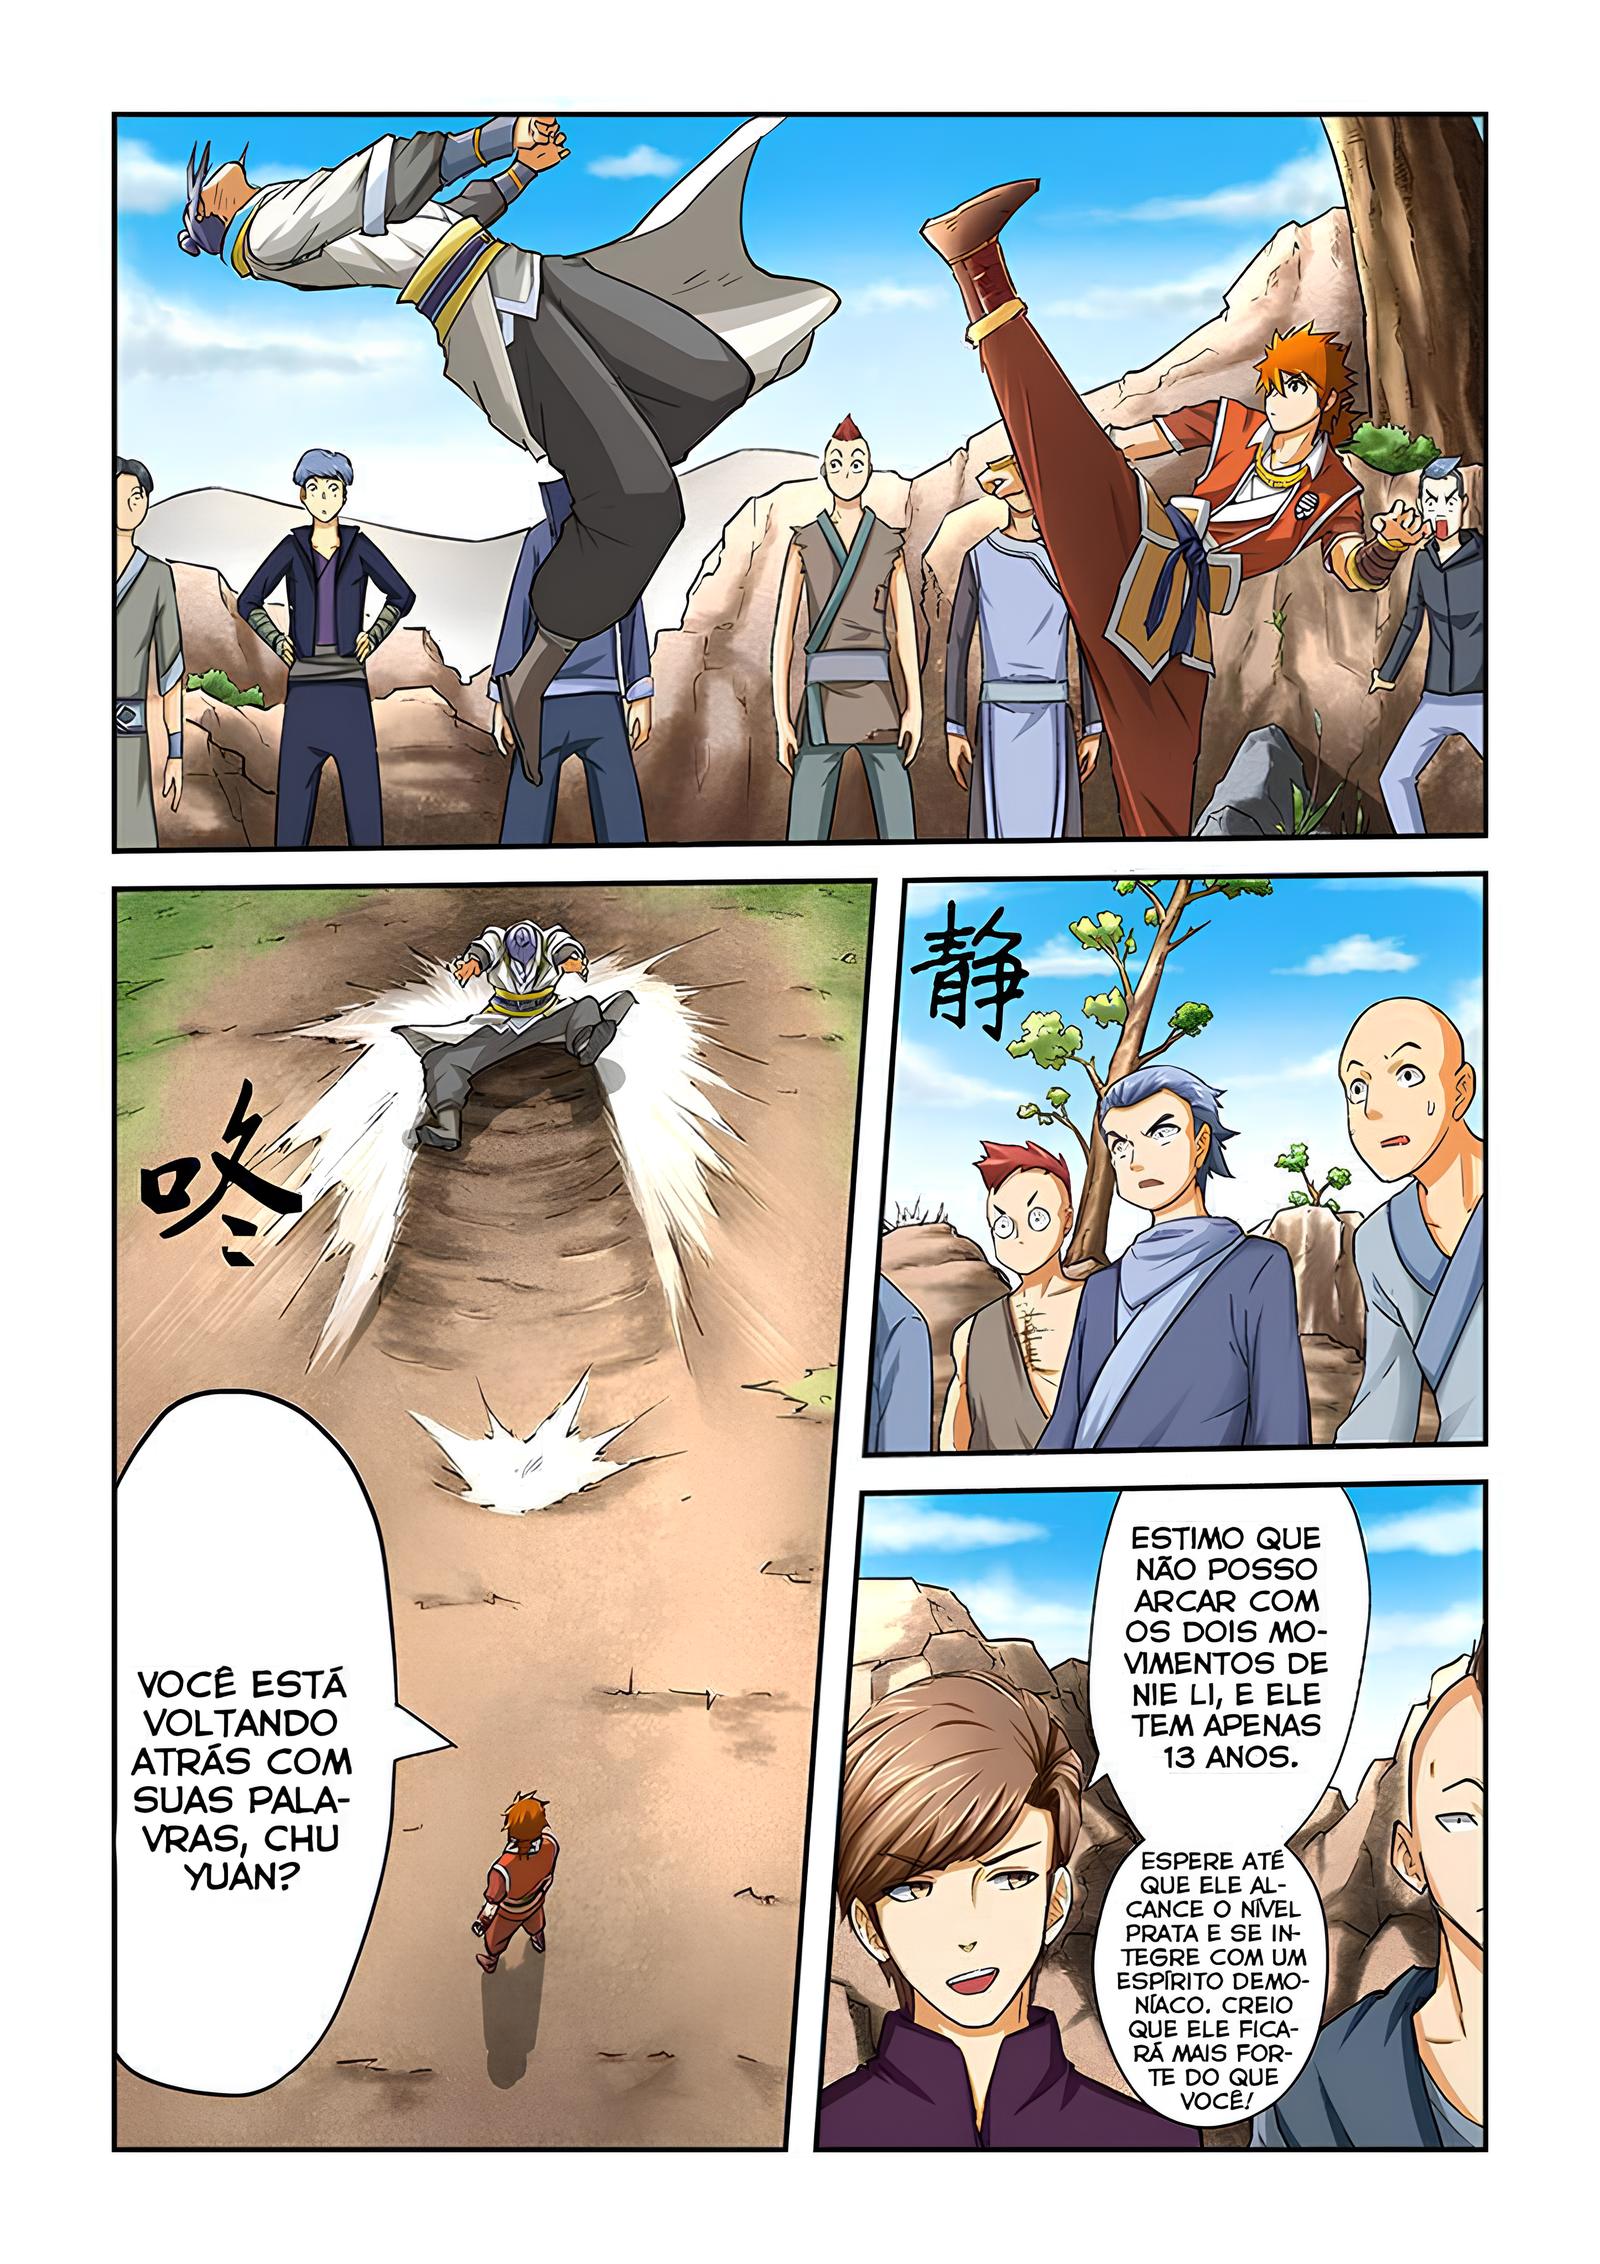 咚
VOCÊ ESTÁ
VOLTANDO
ATRÁS COM
SUAS PALA-
VRAS, CHU
YUAN?
静
ESTIMO QUE
NÃO POSSO
ARCAR COM
OS DOIS MO-
VIMENTOS DE
NIE LI, E ELE
TEM APENAS
13 ANOS.
ESPERE ATÉ
QUE ELE AL-
CANCE O NÍVEL
PRATA E SE IN-
TEGRE COM UM
ESPÍRITO DEMO-
NÍACO. CREIO
QUE ELE FICA-
RÁ MAIS FOR-
TE DO QUE
VOCÊ!